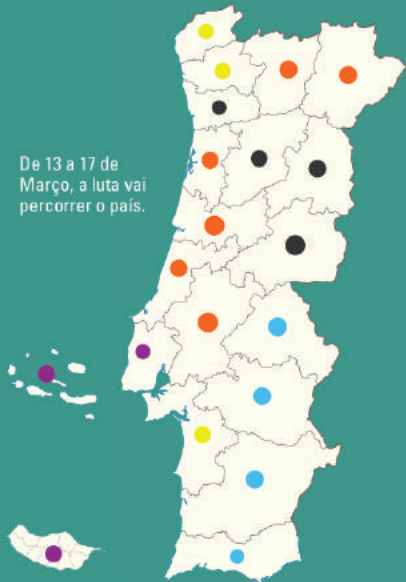 De 13 a 17 de
Março, a luta vai
percorrer o país.